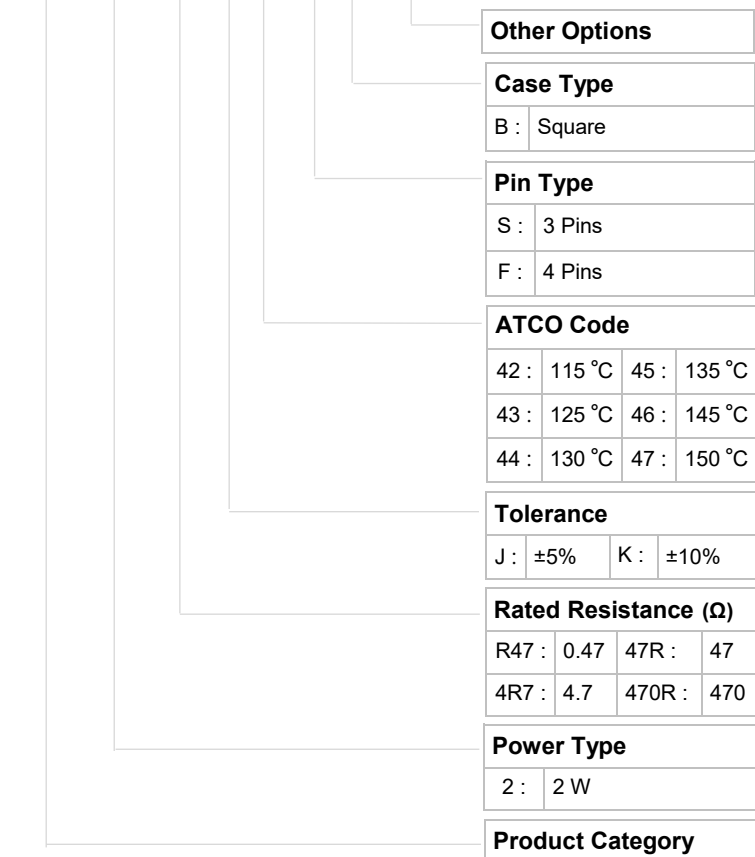 Other Options
Case Type
B : Square
Pin Type
S : 3 Pins
F : 4 Pins
ATCO Code
42 : 115 °C 45 : 135 °C
43 : 125 °C 46 : 145 °C
44 : 130 °C 47 : 150 °C
Tolerance
J : ±5% K : ±10%
Rated Resistance (Ω)
R47 : 0.47 47R : 47
4R7 : 4.7 470R : 470
Power Type
2 : 2 W
Product Category